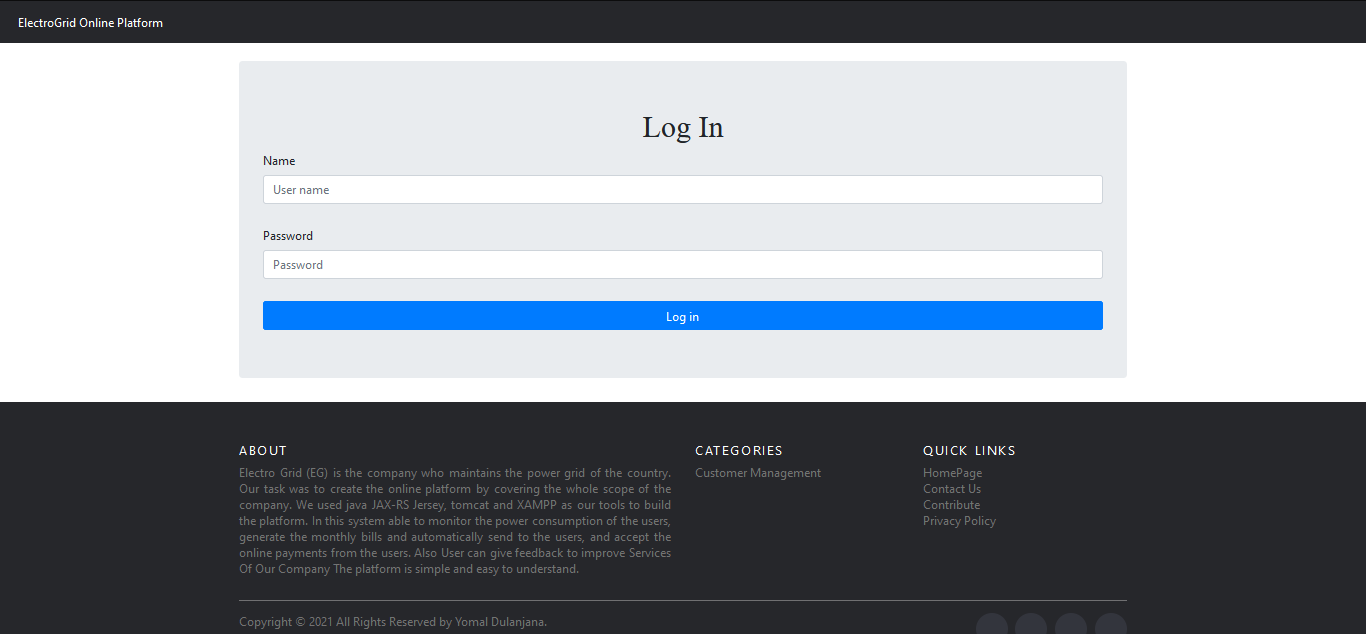 ElectroGrid Online Platform
Log In
Name
User name
Password
Password
Log in
ABOUT
Electro Grid (EG) is the company who maintains the power grid of the country.
Our task was to create the online platform by covering the whole scope of the
company. We used java JAX-RS Jersey, tomcat and XAMPP as our tools to build
the platform. In this system able to monitor the power consumption of the users,
generate the monthly bills and automatically send to the users, and accept the
online payments from the users. Also User can give feedback to improve Services
Of Our Company The platform is simple and easy to understand.
CATEGORIES
Customer Management
QUICK LINKS
HomePage
Contact Us
Contribute
Privacy Policy
Copyright © 2021 All Rights Reserved by Yomal Dulanjana.